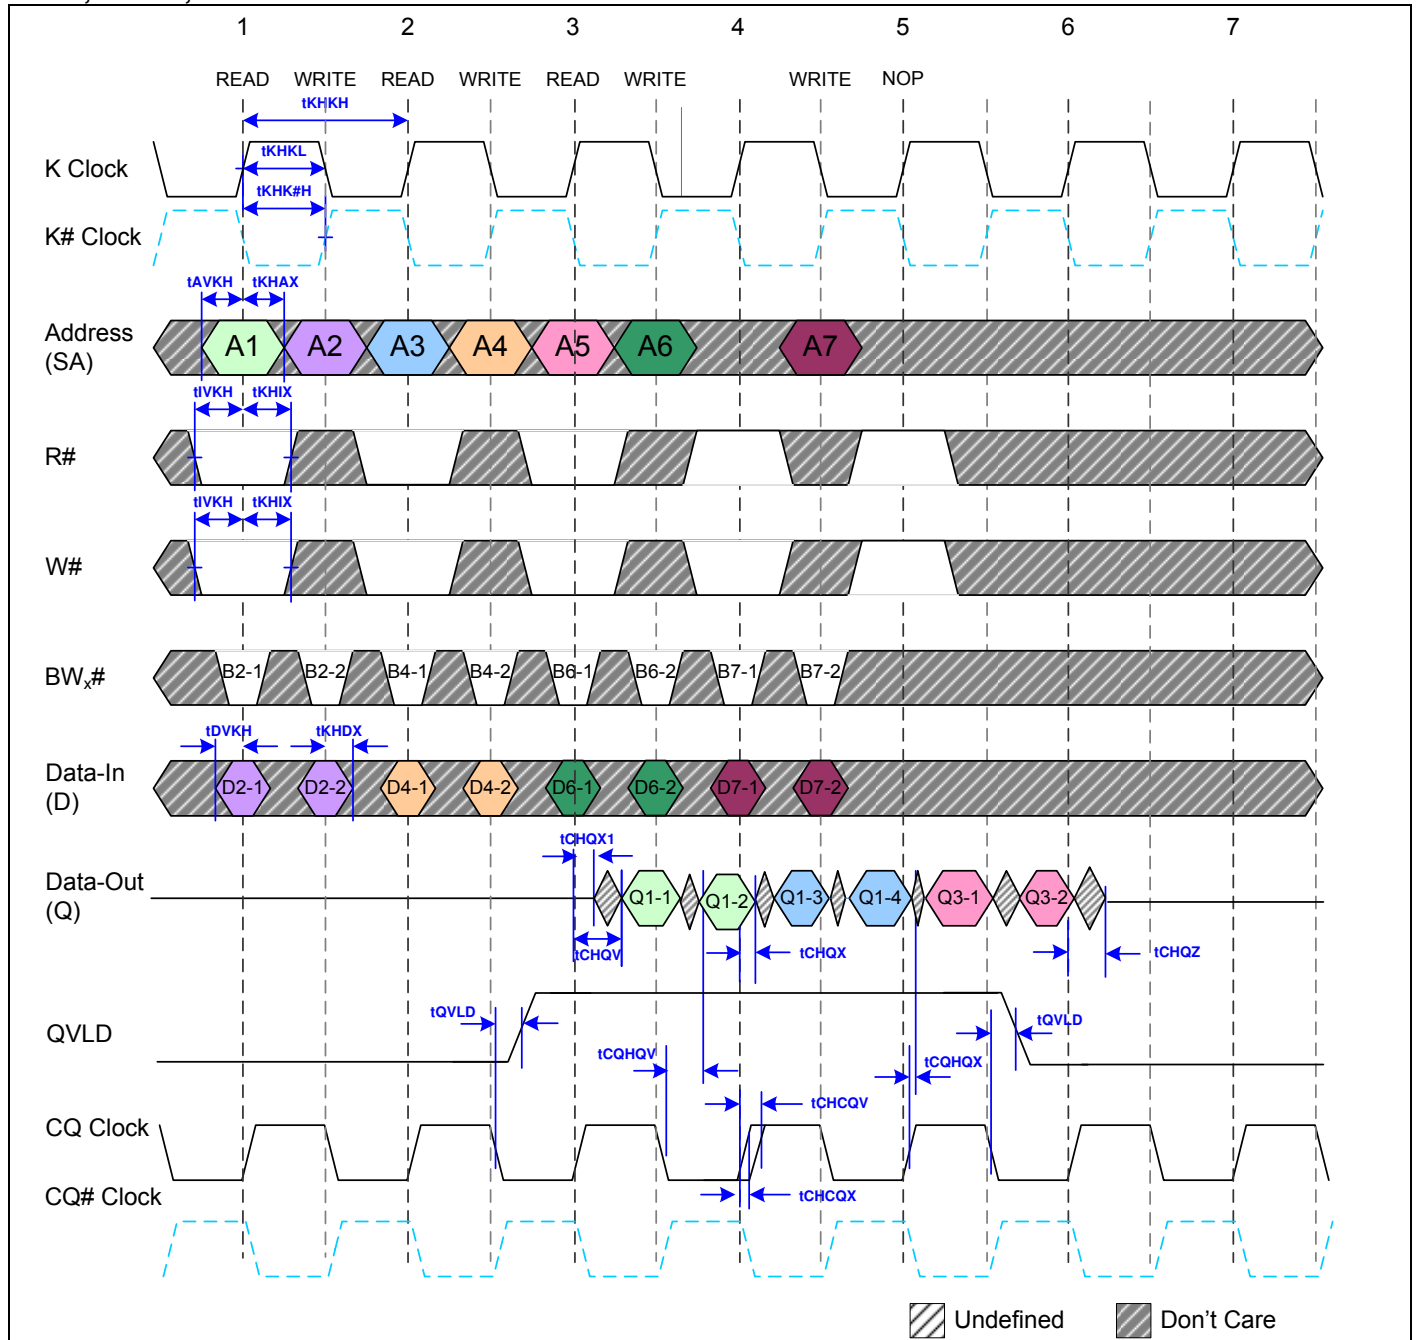 1 2 3 4 5 6 7
READ WRITE READ WRITE READ WRITE WRITE NOP
tKHKH
K Clock
tKHKL
tKHK#H
K# Clock
tAVKH tKHAX
Address
(SA)
A1 A2 A3 A4 A5 A6 A7
tIVKH tKHIX
R#
tIVKH tKHIX
W#
BWx#
B2-1 B2-2 B4-1 B4-2 B6-1 B6-2 B7-1 B7-2
tDVKH tKHDX
Data-In
(D)
D2-1 D2-2 D4-1 D4-2 D6-1 D6-2 D7-1 D7-2
tCHQX1
Data-Out
(Q)
Q1-1 Q1-2 Q1-3 Q1-4 Q3-1 Q3-2
tCHQV tCHQX tCHQZ
QVLD
tQVLD tQVLD
tCQHQV tCQHQX
tCHCQV
CQ Clock
tCHCQX
CQ# Clock
Undefined Don't Care